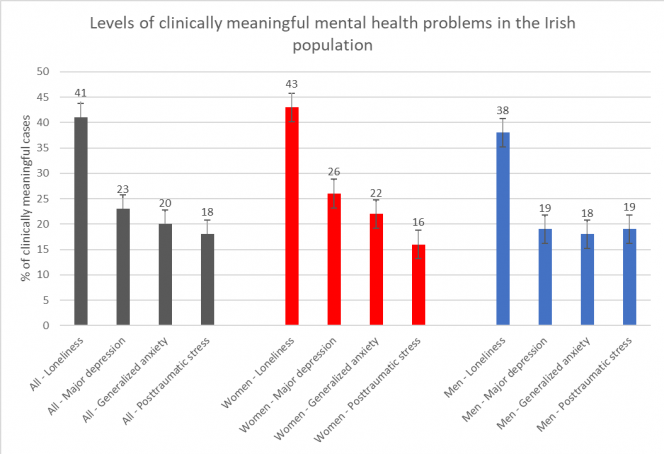 Levels of clinically meaningful mental health problems in the Irish
population
% of clinically meaningful cases
50
45
40
35
30
25
20
15
10
5
0
41
23
20
18
43
26
22
16
38
19
18
19
All - Loneliness
All - Major depression
All - Generalized anxiety
All - Posttraumatic stress
Women - Loneliness
Women - Major depression
Women - Generalized anxiety
Women - Posttraumatic stress
Men - Loneliness
Men - Major depression
Men - Generalized anxiety
Men - Posttraumatic stress